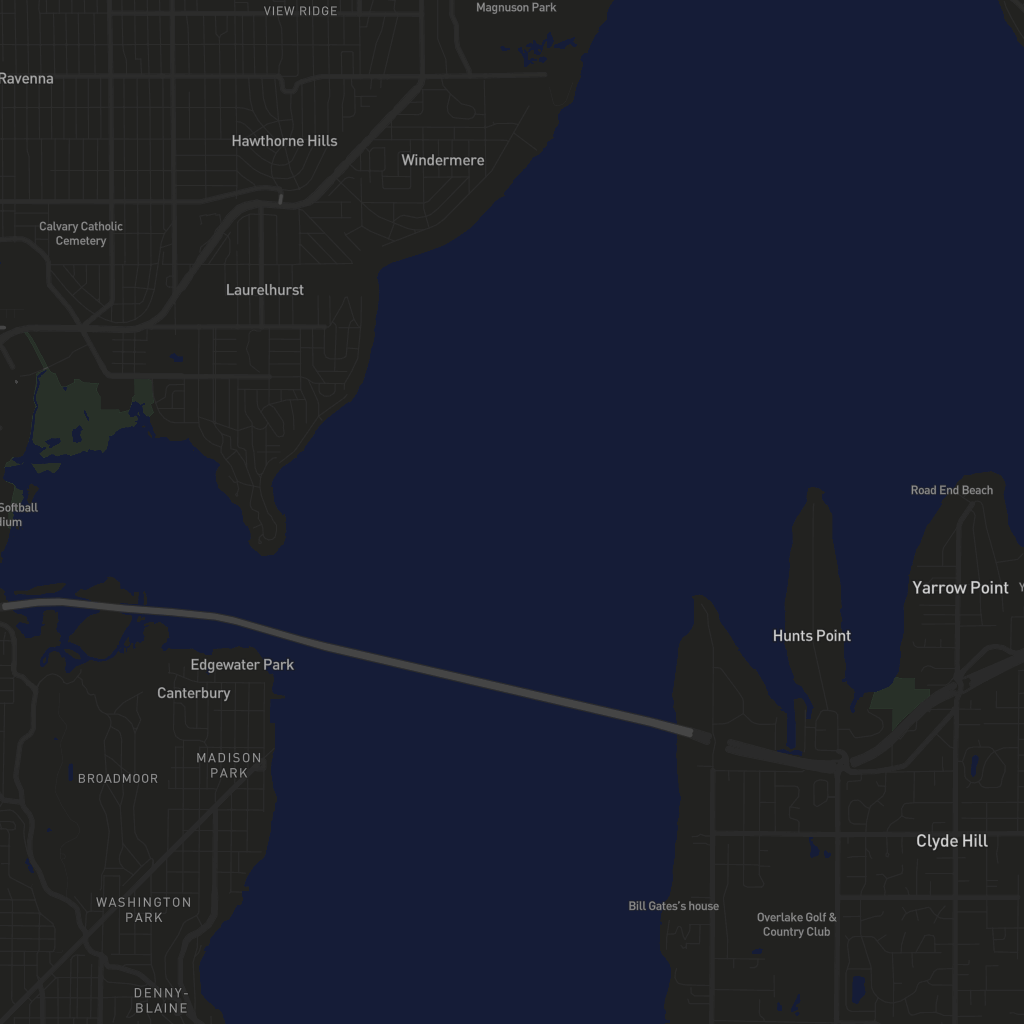 VIEW RIDGE
Magnuson Park
Ravenna
Hawthorne Hills
Windermere
Calvary Catholic
Cemetery
Laurelhurst
Road End Beach
Softball
dium
Yarrow Point
Y
Hunts Point
Edgewater Park
Canterbury
MADISON
PARK
BROADMOOR
Clyde Hill
WASHINGTON
PARK
Bill Gates's house
Overlake Golf &
Country Club
DENNY-
BLAINE